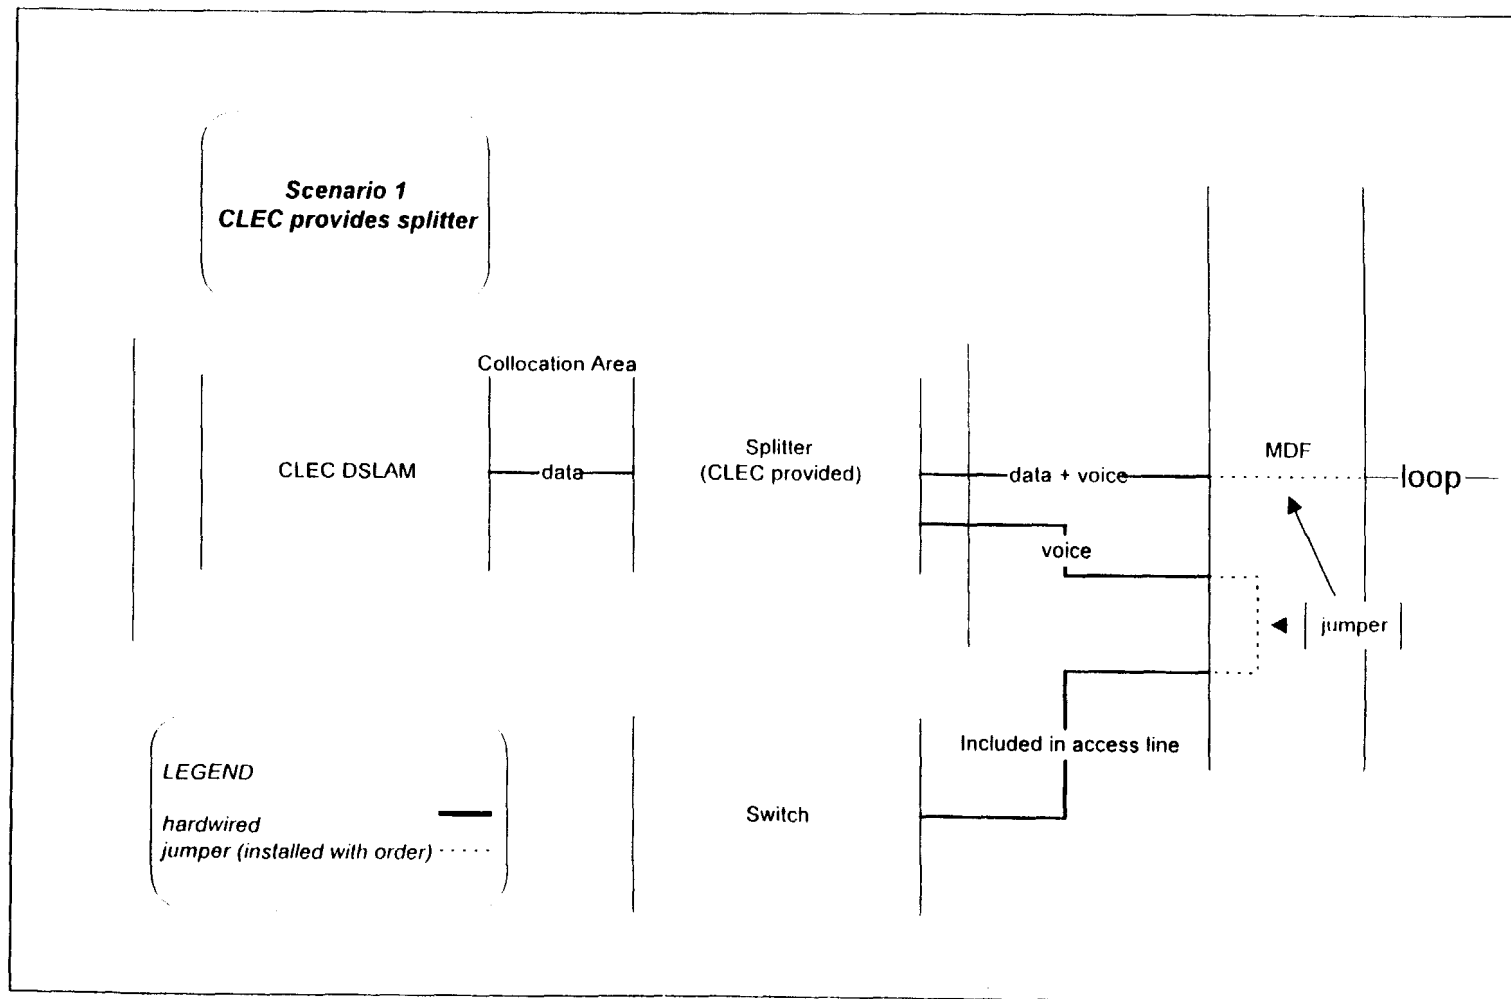 Scenario 1
CLEC provides splitter
Collocation Area
CLEC DSLAM
data
Splitter
(CLEC provided)
data + voice
MDF
loop
voice
jumper
Included in access line
Switch
LEGEND
hardwired
jumper (installed with order)